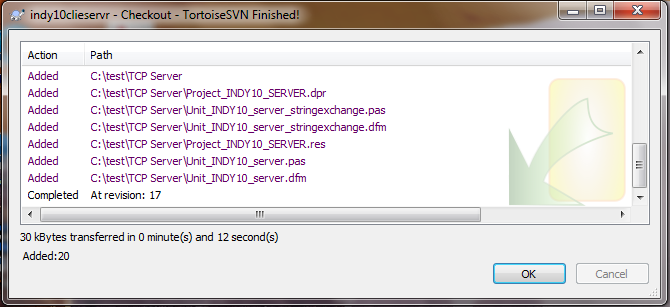 indy10clieservr - Checkout - TortoiseSVN Finished!
Action Path
Added C:\test\TCP Server
Added C:\test\TCP Server\Project_INDY10_SERVER.dpr
Added C:\test\TCP Server\Unit_INDY10_server_stringexchange.pas
Added C:\test\TCP Server\Unit_INDY10_server_stringexchange.dfm
Added C:\test\TCP Server\Project_INDY10_SERVER.res
Added C:\test\TCP Server\Unit_INDY10_server.pas
Added C:\test\TCP Server\Unit_INDY10_server.dfm
Completed At revision: 17
30 kBytes transferred in 0 minute(s) and 12 second(s)
Added:20
OK Cancel